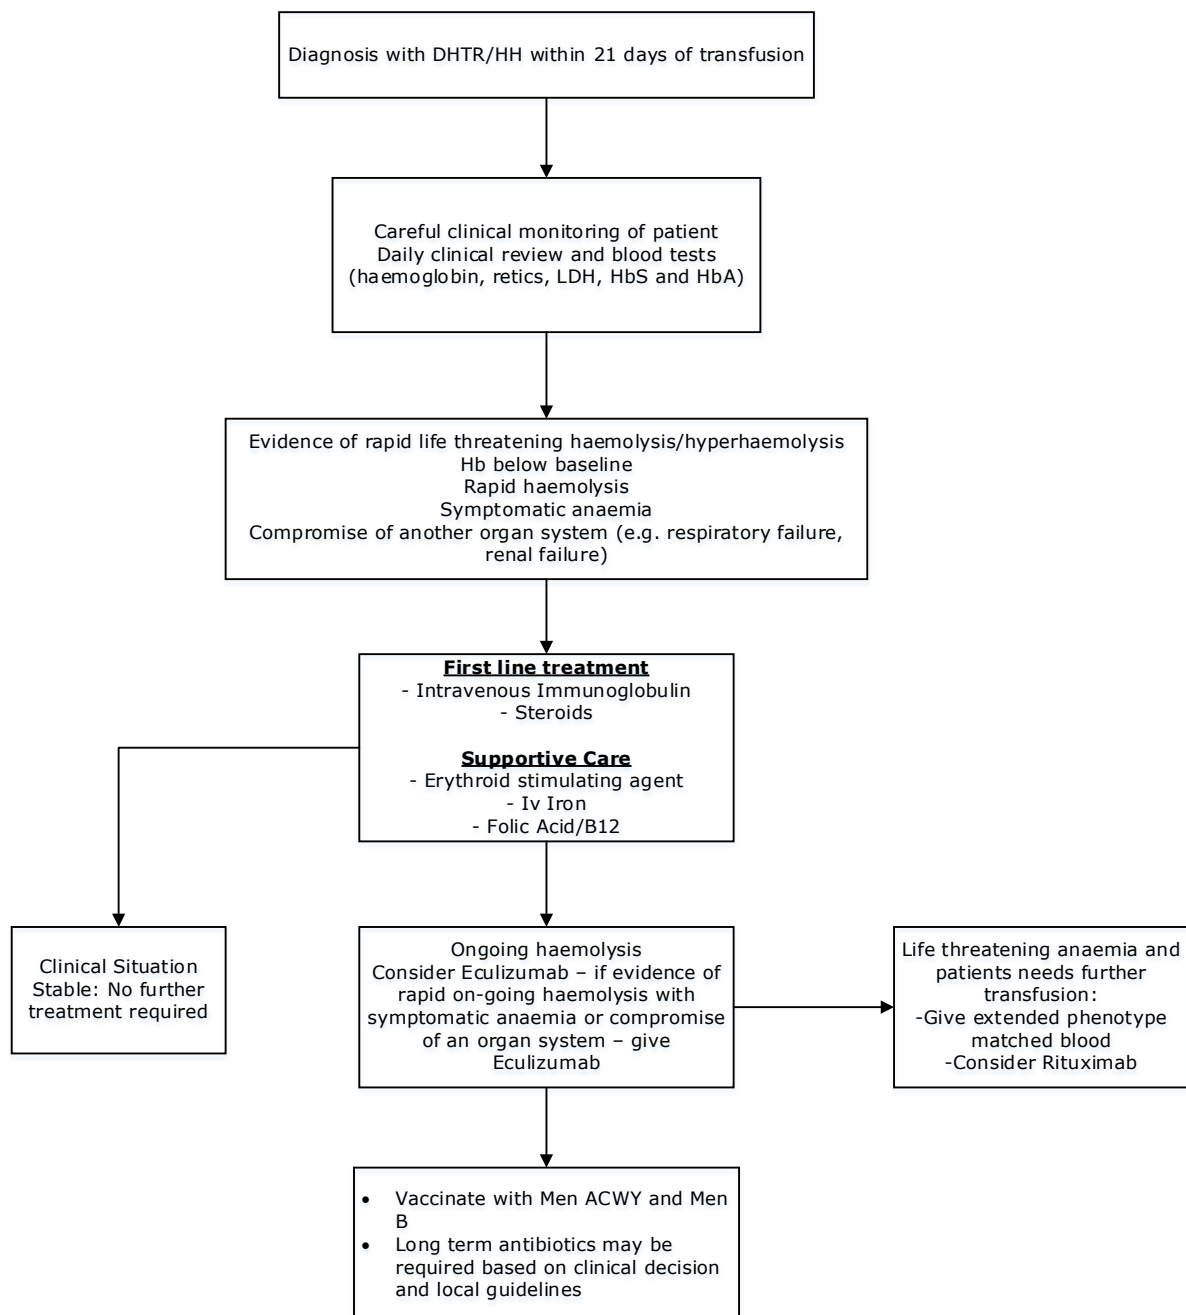 Diagnosis with DHTR/HH within 21 days of transfusion
Careful clinical monitoring of patient
Daily clinical review and blood tests
(haemoglobin, retics, LDH, HbS and HbA)
Evidence of rapid life threatening haemolysis/hyperhaemolysis
Hb below baseline
Rapid haemolysis
Symptomatic anaemia
Compromise of another organ system (e.g. respiratory failure,
renal failure)
First line treatment
- Intravenous Immunoglobulin
- Steroids
Supportive Care
- Erythroid stimulating agent
- Iv Iron
- Folic Acid/B12
Clinical Situation
Stable: No further
treatment required
Ongoing haemolysis
Consider Eculizumab – if evidence of
rapid on-going haemolysis with
symptomatic anaemia or compromise
of an organ system – give
Eculizumab
Life threatening anaemia and
patients needs further
transfusion:
-Give extended phenotype
matched blood
-Consider Rituximab
• Vaccinate with Men ACWY and Men
B
• Long term antibiotics may be
required based on clinical decision
and local guidelines